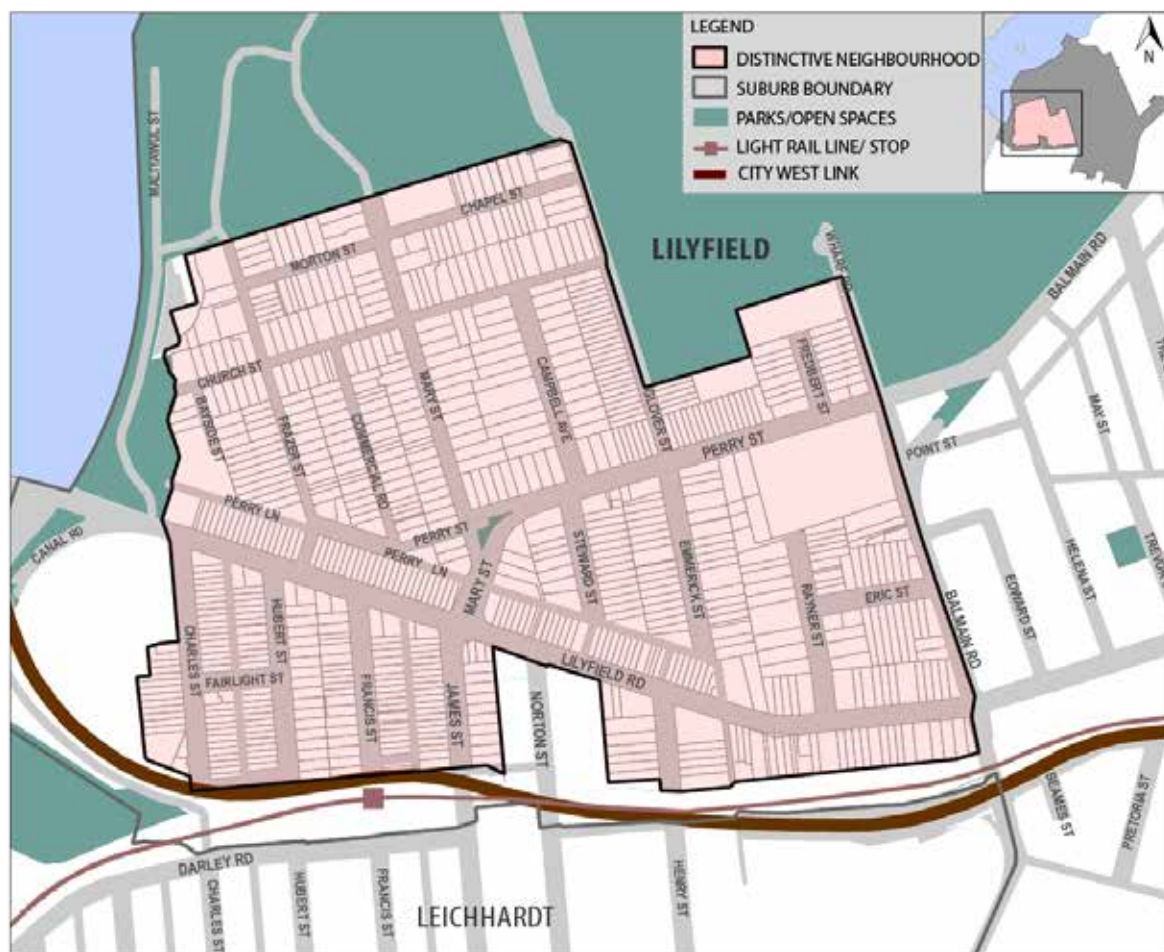 LEGEND
DISTINCTIVE NEIGHBOURHOOD
SUBURB BOUNDARY
PARKS/OPEN SPACES
LIGHT RAIL LINE/ STOP
CITY WEST LINK
N
MALIYAWUL ST
CHAPEL ST
MORTON ST
LILYFIELD
WHARF RD
BALMAIN RD
CHURCH ST
BAYSIDE ST
FRAZER ST
COMMERCIAL RD
MARY ST
CAMPBELL AVE
GLOVER ST
FREDBERT ST
PERRY ST
MAY ST
POINT ST
PERRY LN
PERRY ST
PERRY LN
CANAL RD
MARY ST
STEWARD ST
EMMERICK ST
RAYNER ST
ERIC ST
BALMAIN RD
EDWARD ST
HELENA ST
CHARLES ST
HUBERT ST
FAIRLIGHT ST
FRANCIS ST
JAMES ST
LILYFIELD RD
NORTON ST
BEAMES ST
PRETORIA ST
DARLEY RD
CHARLES ST
HUBERT ST
FRANCIS ST
HENRY ST
LEICHHARDT